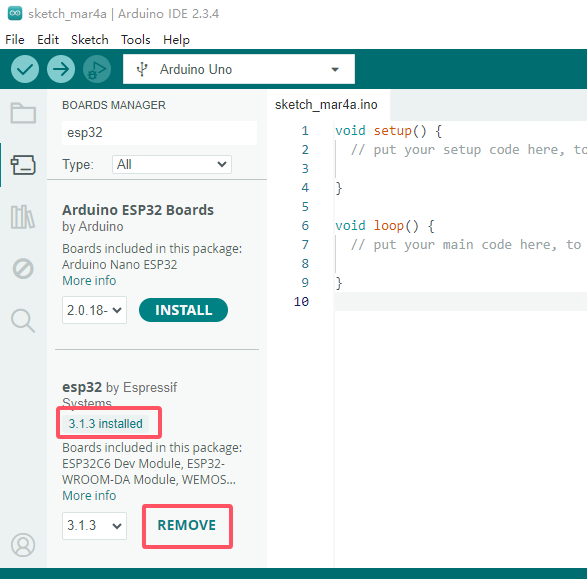 sketch_mar4a | Arduino IDE 2.3.4
File Edit Sketch Tools Help
Arduino Uno
BOARDS MANAGER
esp32
Type: All
Arduino ESP32 Boards
by Arduino
Boards included in this package:
Arduino Nano ESP32
More info
2.0.18- INSTALL
esp32 by Espressif
Systems
3.1.3 installed
Boards included in this package:
ESP32C6 Dev Module, ESP32-
WROOM-DA Module, WEMOS...
More info
3.1.3 REMOVE
sketch_mar4a.ino
1 void setup() {
2 // put your setup code here, to
3
4 }
5
6 void loop() {
7 // put your main code here, to
8
9 }
10